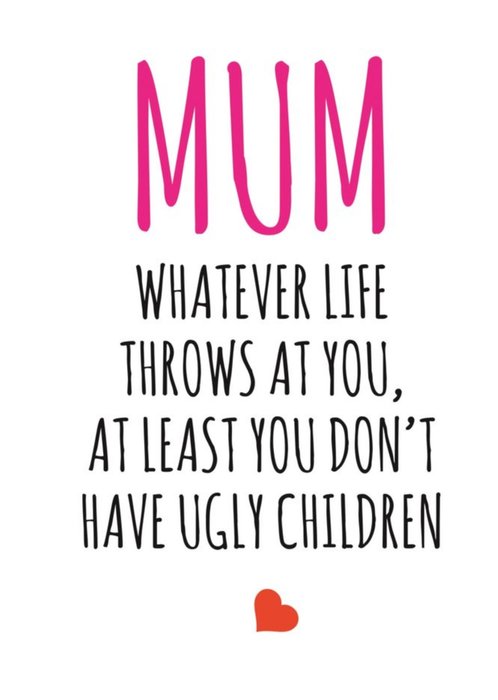 MUM
WHATEVER LIFE
THROWS AT YOU,
AT LEAST YOU DON'T
HAVE UGLY CHILDREN